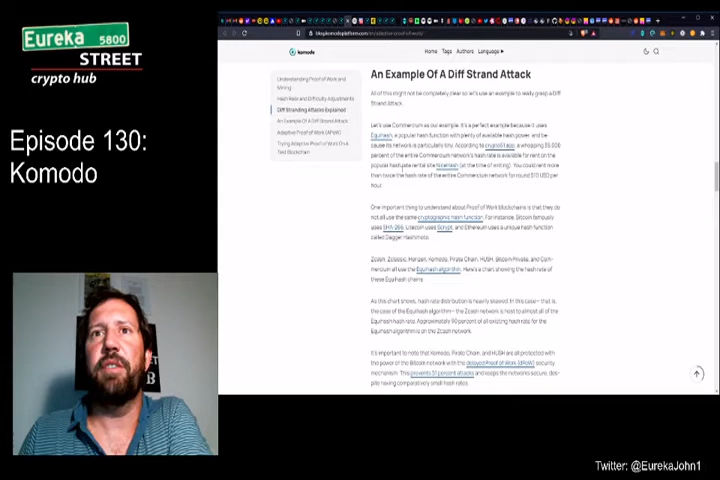 Eureka 5800
STREET
crypto hub
Episode 130:
Komodo
komodo
Home Tags Authors Language
Understanding Proof of Work and
Mining
Hash Rate and Difficulty Adjustments
Diff Stranding Attacks Explained
An Example Of A Diff Strand Attack
Adaptive Proof of Work (APoW)
Trying Adaptive Proof of Work On A
Test Blockchain
An Example Of A Diff Strand Attack
All of this might not be completely clear so let's use an example to really grasp a Diff
Strand Attack.
Let's use Commercium as our example. It's a perfect example because it uses
Equihash, a popular hash function with plenty of available hash power, and be-
cause its network is particularly tiny. According to crypto51.app, a whopping
percent of the entire Commercium network's hash rate is available for rent on the
popular hash rate rental site NiceHash (at the time of writing). You could rent more
than twice the hash rate of the entire Commercium network for round $10 USD per
hour.
One important thing to understand about Proof of Work blockchains is that they do
not all use the same cryptographic hash function. For instance, Bitcoin famously
uses SHA-256, Litecoin uses Scrypt, and Ethereum uses a unique hash function
called Dagger Hashimoto.
Zcash, Zclassic, Horizen, Komodo, Pirate Chain, HUSH, Bitcoin Private, and Com-
mercium all use the Equihash algorithm. Here's a chart showing the hash rate of
these Equihash chains.
As this chart shows, hash rate distribution is heavily skewed. In this case— that is,
the case of the Equihash algorithm— the Zcash network is host to almost all of the
Equihash hash rate. Approximately 90 percent of all existing hash rate for the
Equihash algorithm is on the Zcash network.
It's important to note that Komodo, Pirate Chain, and HUSH are all protected with
the power of the Bitcoin network with the delayed Proof of Work (dPoW) security
mechanism. This prevents 51 percent attacks and keeps the networks secure, des-
pite having comparatively small hash rates.
Twitter: @EurekaJohn1